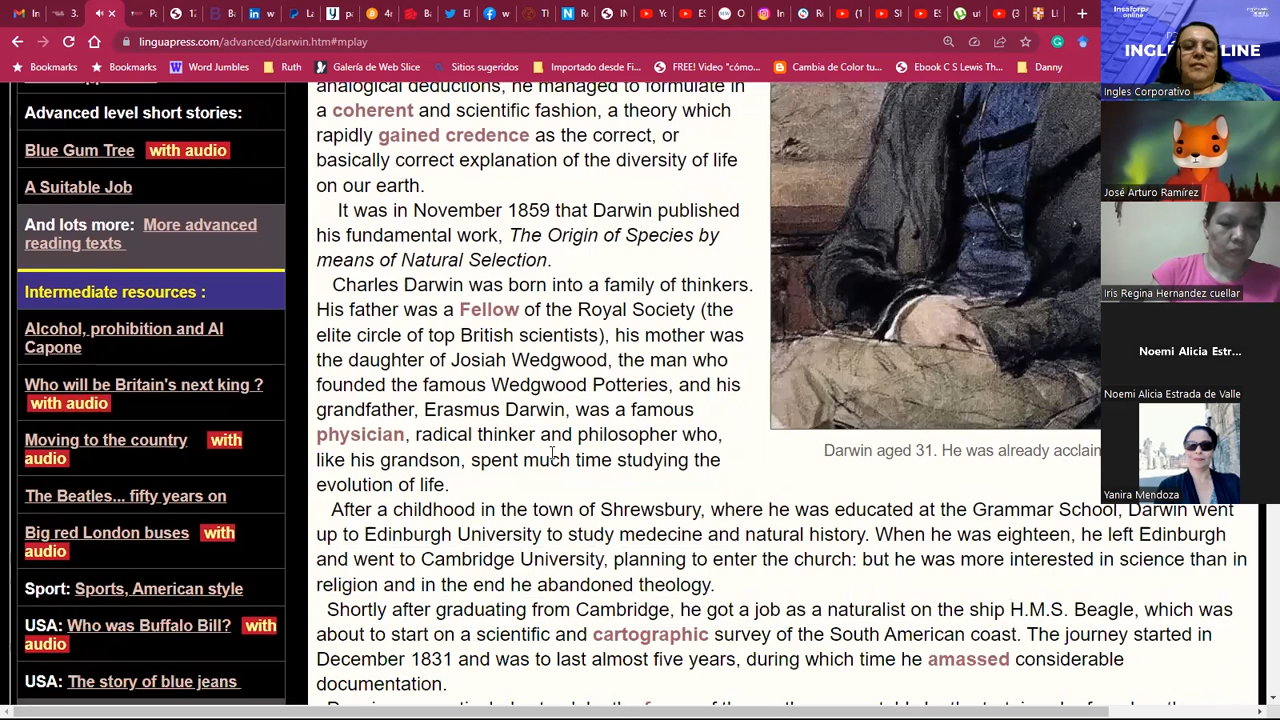 linguapress.com/advanced/darwin.htm#mplay
Bookmarks
Bookmarks
Word Jumbles
Ruth
Galería de Web Slice
Sitios sugeridos
Importado desde Fi...
FREE! Video "cómo...
Cambia de Color tu...
Ebook C S Lewis Th...
Danny
Advanced level short stories:
Blue Gum Tree with audio
A Suitable Job
And lots more: More advanced
reading texts
Intermediate resources :
Alcohol, prohibition and Al
Capone
Who will be Britain's next king ?
with audio
Moving to the country with
audio
The Beatles... fifty years on
Big red London buses with
audio
Sport: Sports, American style
USA: Who was Buffalo Bill? with
audio
USA: The story of blue jeans
analogical deductions, he managed to formulate in
a coherent and scientific fashion, a theory which
rapidly gained credence as the correct, or
basically correct explanation of the diversity of life
on our earth.
It was in November 1859 that Darwin published
his fundamental work, The Origin of Species by
means of Natural Selection.
Charles Darwin was born into a family of thinkers.
His father was a Fellow of the Royal Society (the
elite circle of top British scientists), his mother was
the daughter of Josiah Wedgwood, the man who
founded the famous Wedgwood Potteries, and his
grandfather, Erasmus Darwin, was a famous
physician, radical thinker and philosopher who,
like his grandson, spent much time studying the
evolution of life.
Darwin aged 31. He was already acclain
After a childhood in the town of Shrewsbury, where he was educated at the Grammar School, Darwin went
up to Edinburgh University to study medecine and natural history. When he was eighteen, he left Edinburgh
and went to Cambridge University, planning to enter the church: but he was more interested in science than in
religion and in the end he abandoned theology.
Shortly after graduating from Cambridge, he got a job as a naturalist on the ship H.M.S. Beagle, which was
about to start on a scientific and cartographic survey of the South American coast. The journey started in
December 1831 and was to last almost five years, during which time he amassed considerable
documentation.
Insaforp
online
INGL LINE
Ingles Corporativo
José Arturo Ramírez
Iris Regina Hernandez cuellar
Noemi Alicia Estr...
Noemi Alicia Estrada de Valle
Yanira Mendoza